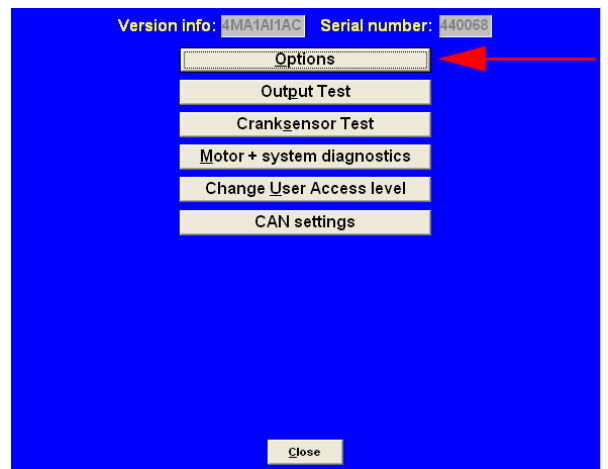 Version info: 4MA1AI1AC Serial number: 440068
Options
Output Test
Cranksensor Test
Motor + system diagnostics
Change User Access level
CAN settings
Close